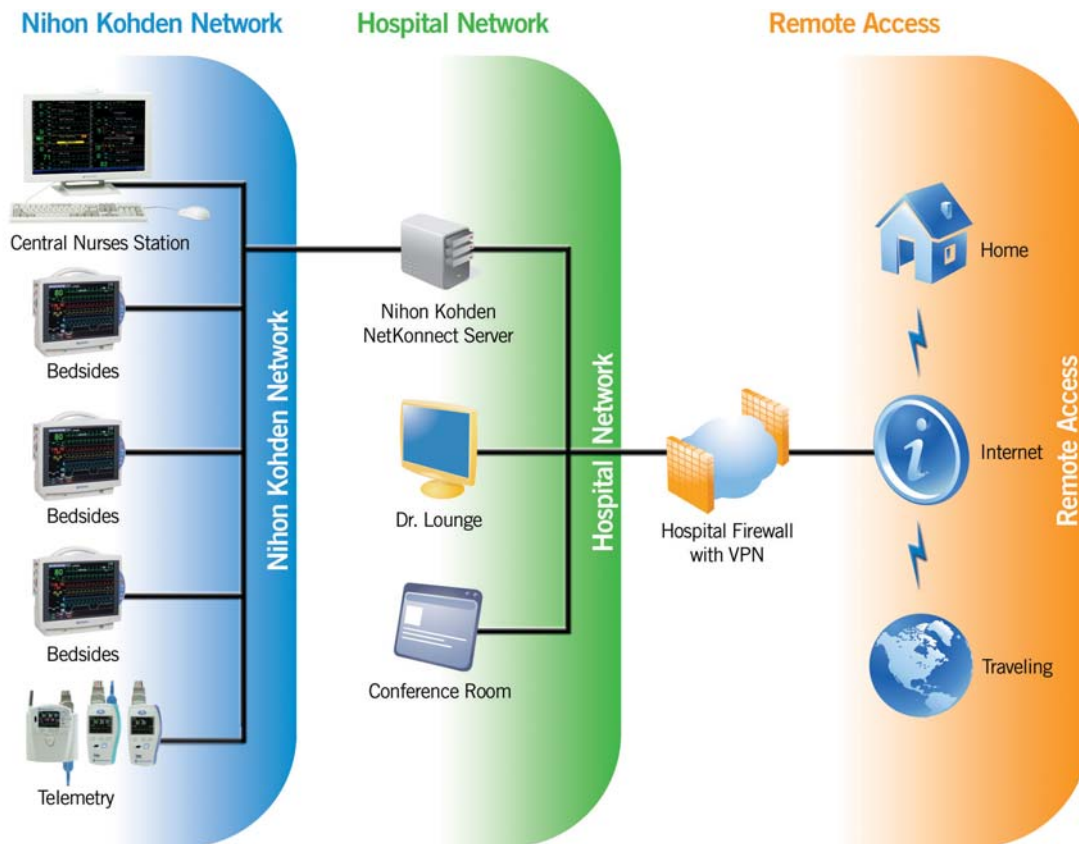 Nihon Kohden Network
Hospital Network
Remote Access
Central Nurses Station
Bedsides
Bedsides
Bedsides
Telemetry
Nihon Kohden Network
Nihon Kohden
NetKonnect Server
Dr. Lounge
Conference Room
Hospital Network
Hospital Firewall
with VPN
Home
Internet
Traveling
Remote Access